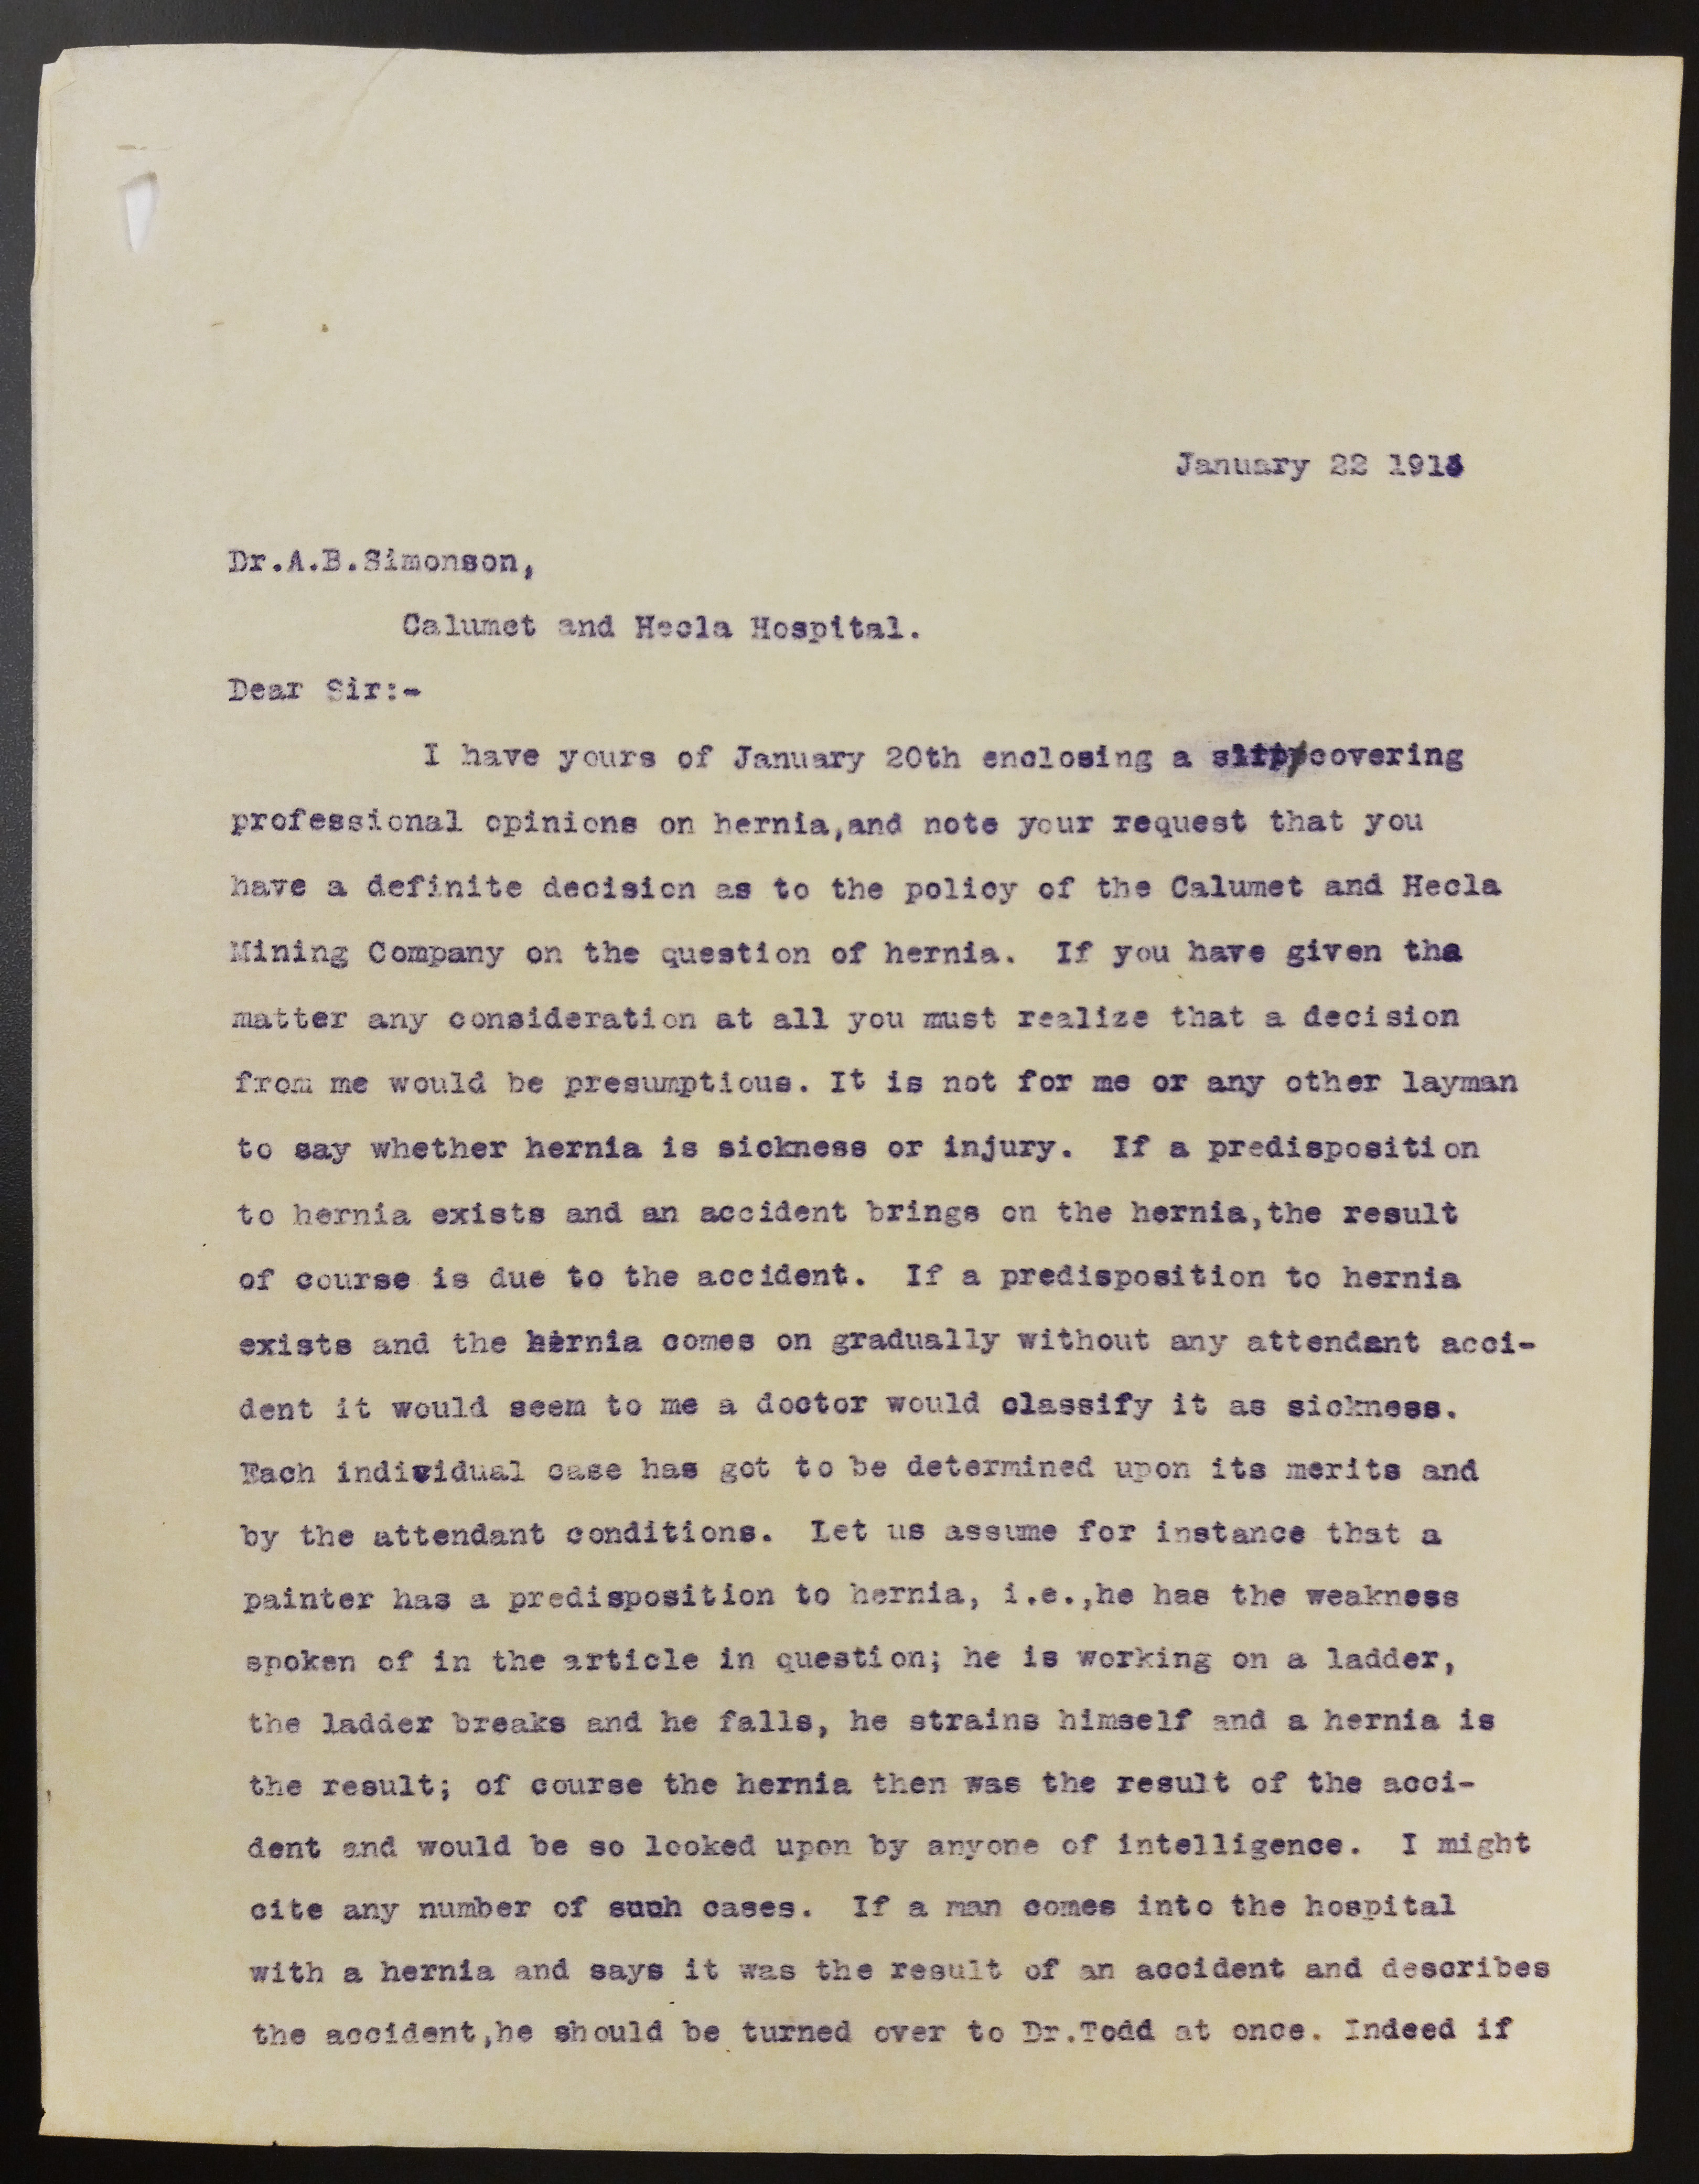 January 22 191
Dr.A.B.Simonson,
Calumet and Hecla Hospital.
Dear Sir:-
I have yours of January 20th enclosing a slip covering
professional opinions on hernia,and note your request that you
have a definite decision as to the policy of the Calumet and Hecla
Mining Company on the question of hernia. If you have given the
matter any consideration at all you must realize that a decision
from me would be presumptious. It is not for me or any other layman
to say whether hernia is sickness or injury. If a predisposition
to hernia exists and an accident brings on the hernia,the result
of course is due to the accident. If a predisposition to hernia
exists and the hernia comes on gradually without any attendant acci-
dent it would seem to me a doctor would classify it as sickness.
Each individual case has got to be determined upon its merits and
by the attendant conditions. Let us assume for instance that a
painter has a predisposition to hernia, i.e.,he has the weakness
spoken of in the article in question; he is working on a ladder,
the ladder breaks and he falls, he strains himself and a hernia is
the result; of course the hernia then was the result of the acci-
dent and would be so looked upon by anyone of intelligence. I might
cite any number of such cases. If a man comes into the hospital
with a hernia and says it was the result of an accident and describes
the accident,he should be turned over to Dr.Todd at once. Indeed if